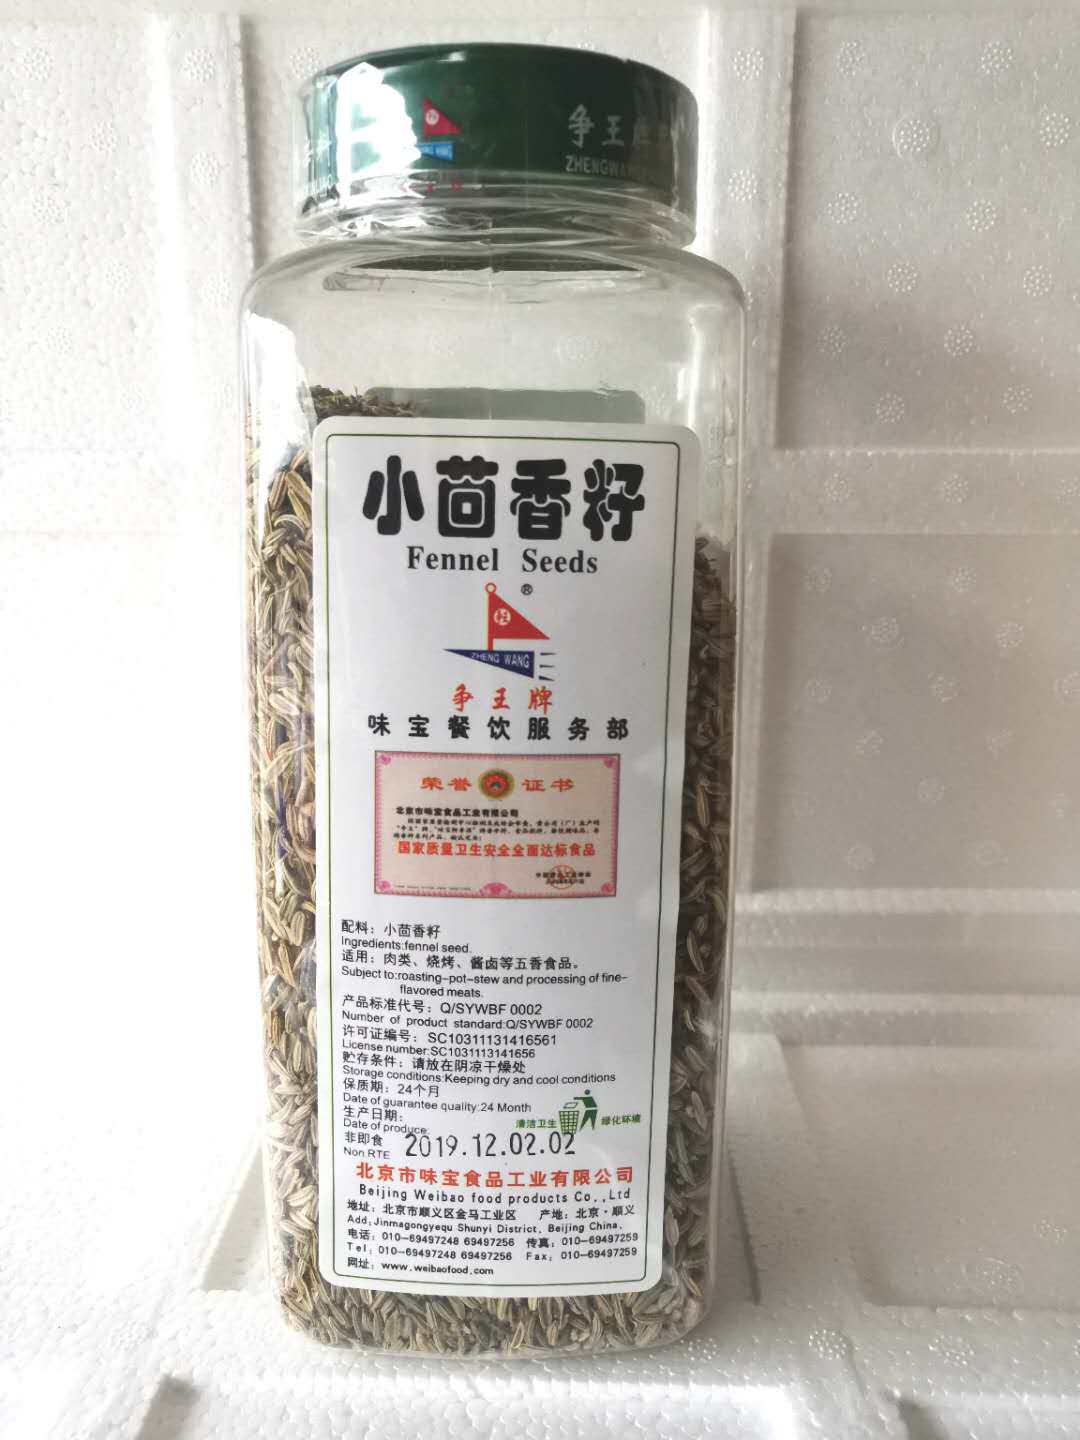 争王牌
ZHENGWANG
小茴香籽
Fennel Seeds
®
ZHENG WANG
争王牌
味宝餐饮服务部
荣誉证书
北京市味宝食品工业有限公司
国家质量卫生安全全面达标食品
配料：小茴香籽
Ingredients:fennel seed.
适用：肉类、烧烤、酱卤等五香食品。
Subject to:roasting-pot-stew and processing of fine-
flavored meats.
产品标准代号：Q/SYWBF 0002
Number of product standard:Q/SYWBF 0002
许可证编号：SC10311131416561
License number:SC1031113141656
贮存条件：请放在阴凉干燥处
Storage conditions:Keeping dry and cool conditions
保质期：24个月
Date of guarantee quality:24 Month
生产日期：
Date of produce:
清洁卫生 绿化环境
非即食
Non RTE
2019.12.02.02
北京市味宝食品工业有限公司
Beijing Weibao food products Co.,Ltd
地址：北京市顺义区金马工业区 产地：北京·顺义
Add:Jinmagongyequ Shunyi District, Beijing China.
电话：010-69497248 69497256 传真：010-69497259
Tel：010-69497248 69497256 Fax：010-69497259
网址：www.weibaofood.com